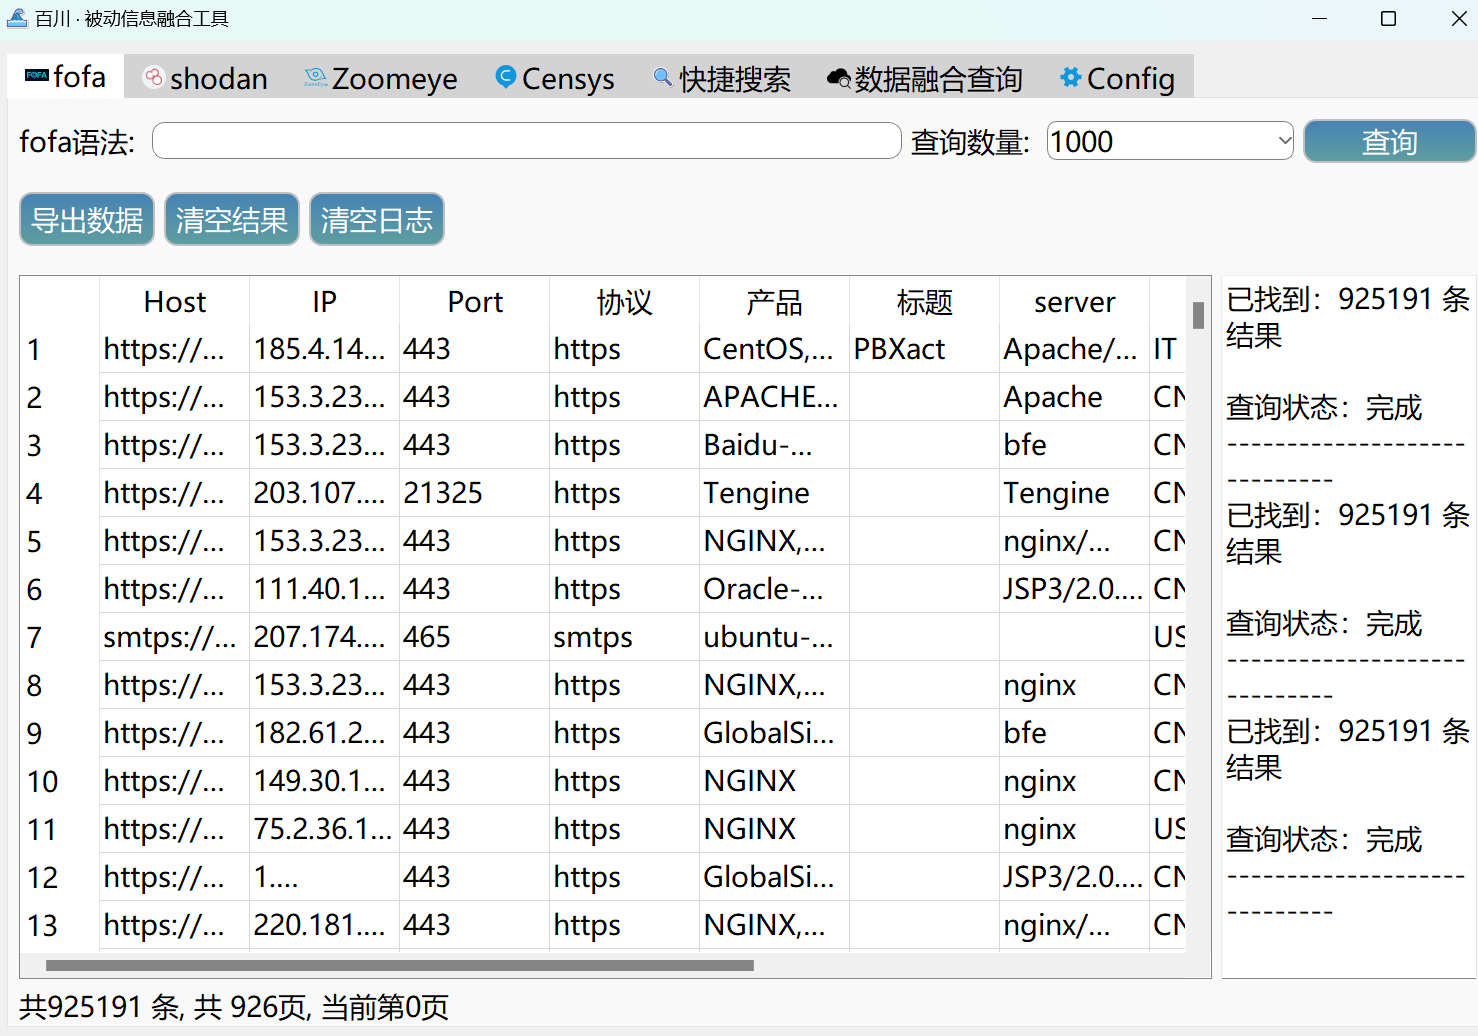 百川 · 被动信息融合工具
FOFA fofa shodan Zoomeye Censys 快捷搜索 数据融合查询 Config
fofa语法: 查询数量: 1000 查询
导出数据 清空结果 清空日志
Host IP Port 协议 产品 标题 server
1 https://... 185.4.14... 443 https CentOS,... PBXact Apache/... IT
2 https://... 153.3.23... 443 https APACHE... Apache CN
3 https://... 153.3.23... 443 https Baidu-... bfe CN
4 https://... 203.107.... 21325 https Tengine Tengine CN
5 https://... 153.3.23... 443 https NGINX,... nginx/... CN
6 https://... 111.40.1... 443 https Oracle-... JSP3/2.0.... CN
7 smtps://... 207.174.... 465 smtps ubuntu-... US
8 https://... 153.3.23... 443 https NGINX,... nginx CN
9 https://... 182.61.2... 443 https GlobalSi... bfe CN
10 https://... 149.30.1... 443 https NGINX nginx CN
11 https://... 75.2.36.1... 443 https NGINX nginx US
12 https://... 1.... 443 https GlobalSi... JSP3/2.0.... CN
13 https://... 220.181.... 443 https NGINX,... nginx/... CN
已找到：925191 条
结果
查询状态：完成
--------------------
---------
已找到：925191 条
结果
查询状态：完成
--------------------
---------
已找到：925191 条
结果
查询状态：完成
--------------------
---------
共925191 条, 共 926页, 当前第0页